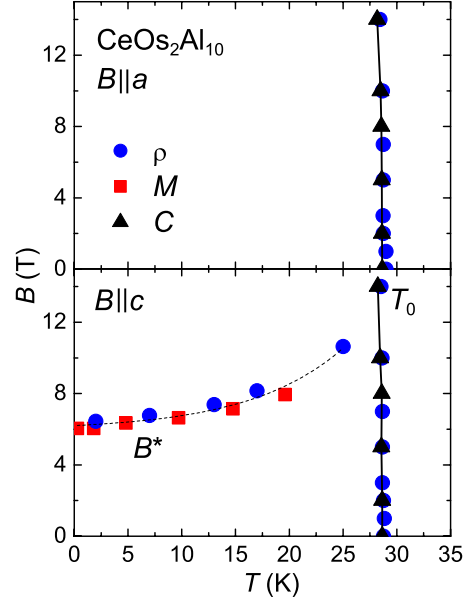 CeOs₂Al₁₀
B||a
ρ
M
C
12
8
4
0
B (T)
B||c
T₀
12
8
4
0
B*
0 5 10 15 20 25 30 35
T (K)